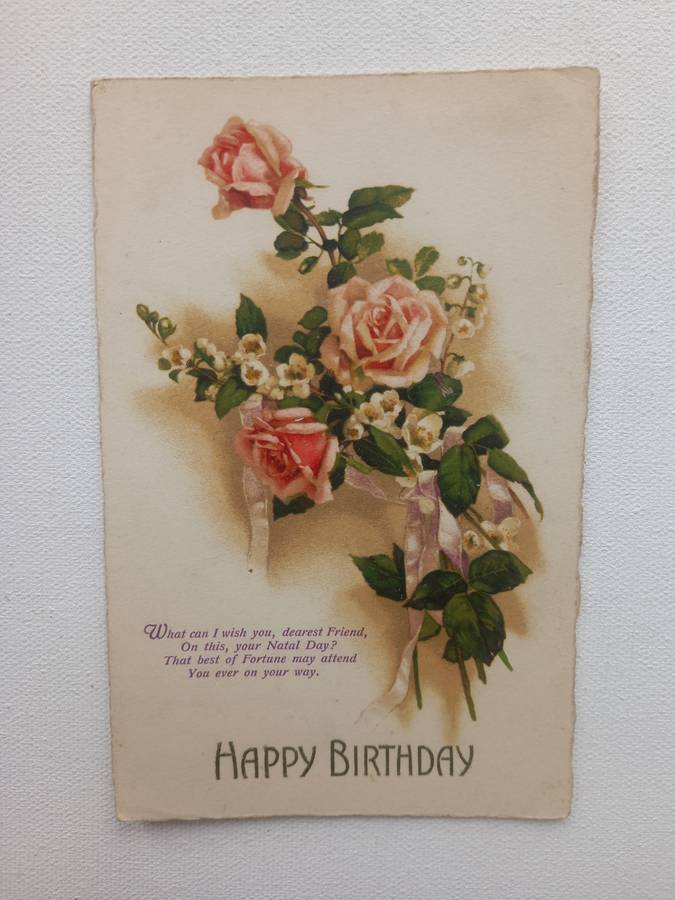 What can I wish you, dearest Friend,
On this, your Natal Day?
That best of Fortune may attend
You ever on your way.
HAPPY BIRTHDAY